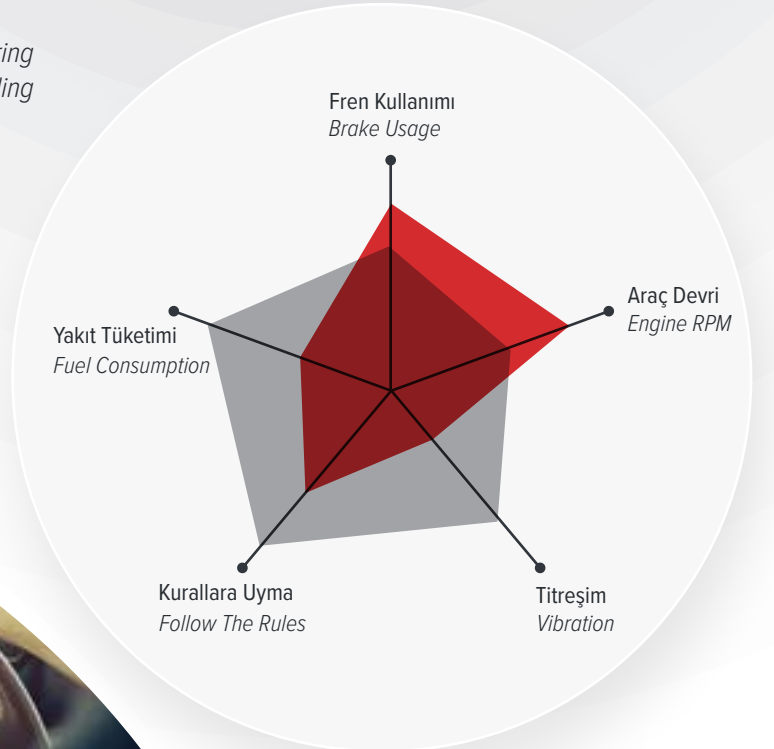 Fren Kullanımı
Brake Usage
Araç Devri
Engine RPM
Yakıt Tüketimi
Fuel Consumption
Kurallara Uyma
Follow The Rules
Titreşim
Vibration